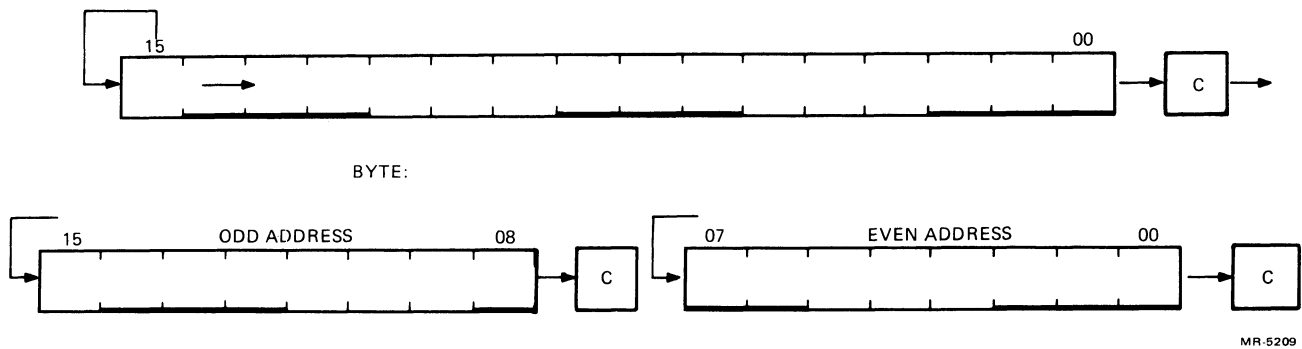 15 00
C
BYTE:
15 ODD ADDRESS 08 07 EVEN ADDRESS 00
C C
MR-5209